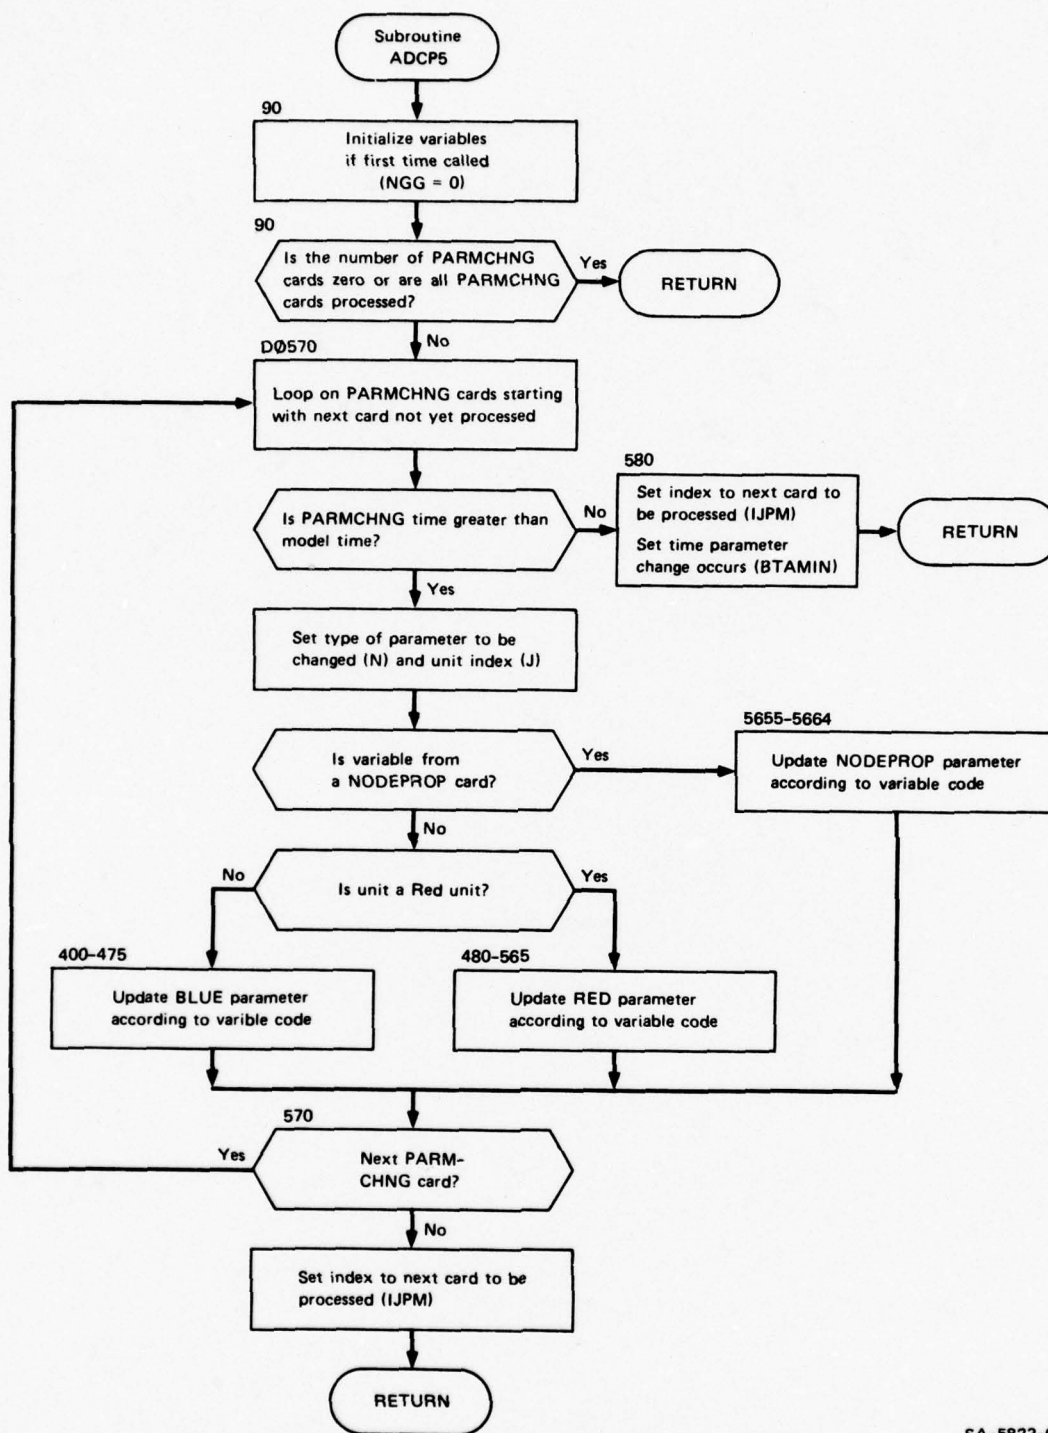 Subroutine
ADCP5
90
Initialize variables
if first time called
(NGG = 0)
90
Is the number of PARMCHNG
cards zero or are all PARMCHNG
cards processed?
Yes
RETURN
No
DØ570
Loop on PARMCHNG cards starting
with next card not yet processed
Is PARMCHNG time greater than
model time?
No
580
Set index to next card to
be processed (IJPM)
Set time parameter
change occurs (BTAMIN)
RETURN
Yes
Set type of parameter to be
changed (N) and unit index (J)
Is variable from
a NODEPROP card?
Yes
5655-5664
Update NODEPROP parameter
according to variable code
No
Is unit a Red unit?
No
Yes
400-475
Update BLUE parameter
according to varible code
480-565
Update RED parameter
according to variable code
570
Next PARM-
CHNG card?
Yes
No
Set index to next card to be
processed (IJPM)
RETURN